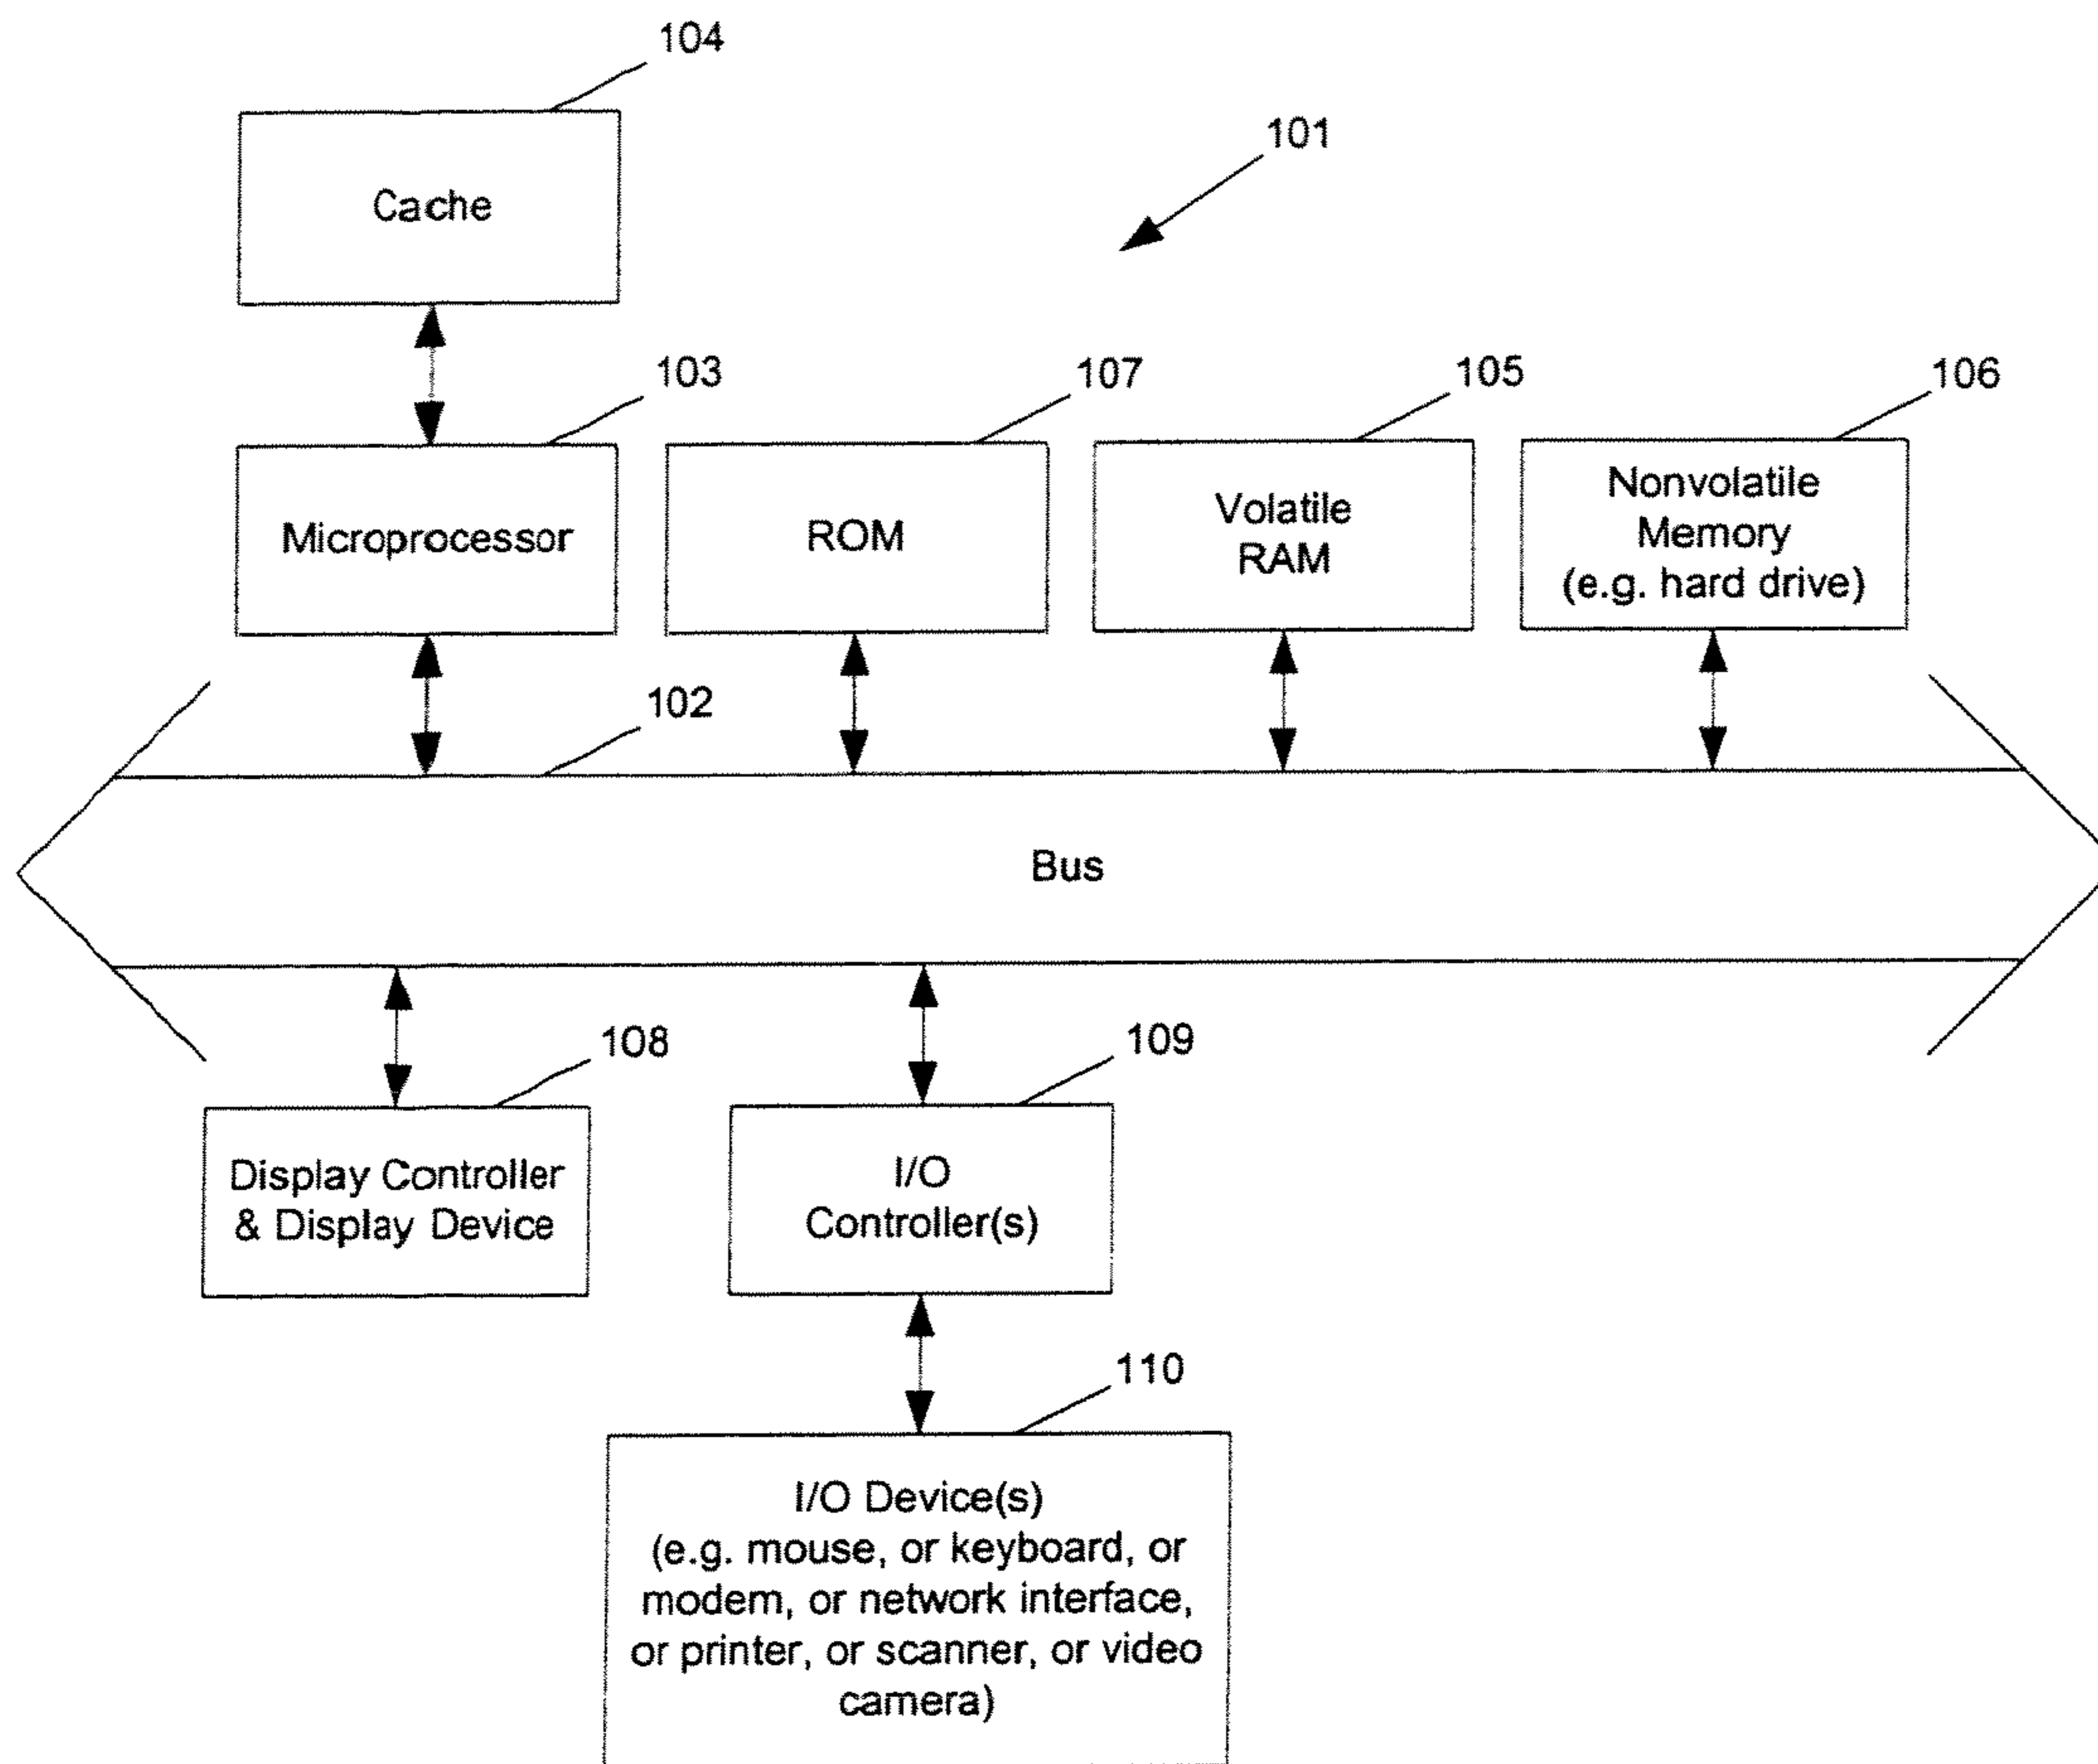 104
101
Cache
103
107
105
106
Microprocessor
ROM
Volatile
RAM
Nonvolatile
Memory
(e.g. hard drive)
102
Bus
108
109
Display Controller
& Display Device
I/O
Controller(s)
110
I/O Device(s)
(e.g. mouse, or keyboard, or
modem, or network interface,
or printer, or scanner, or video
camera)